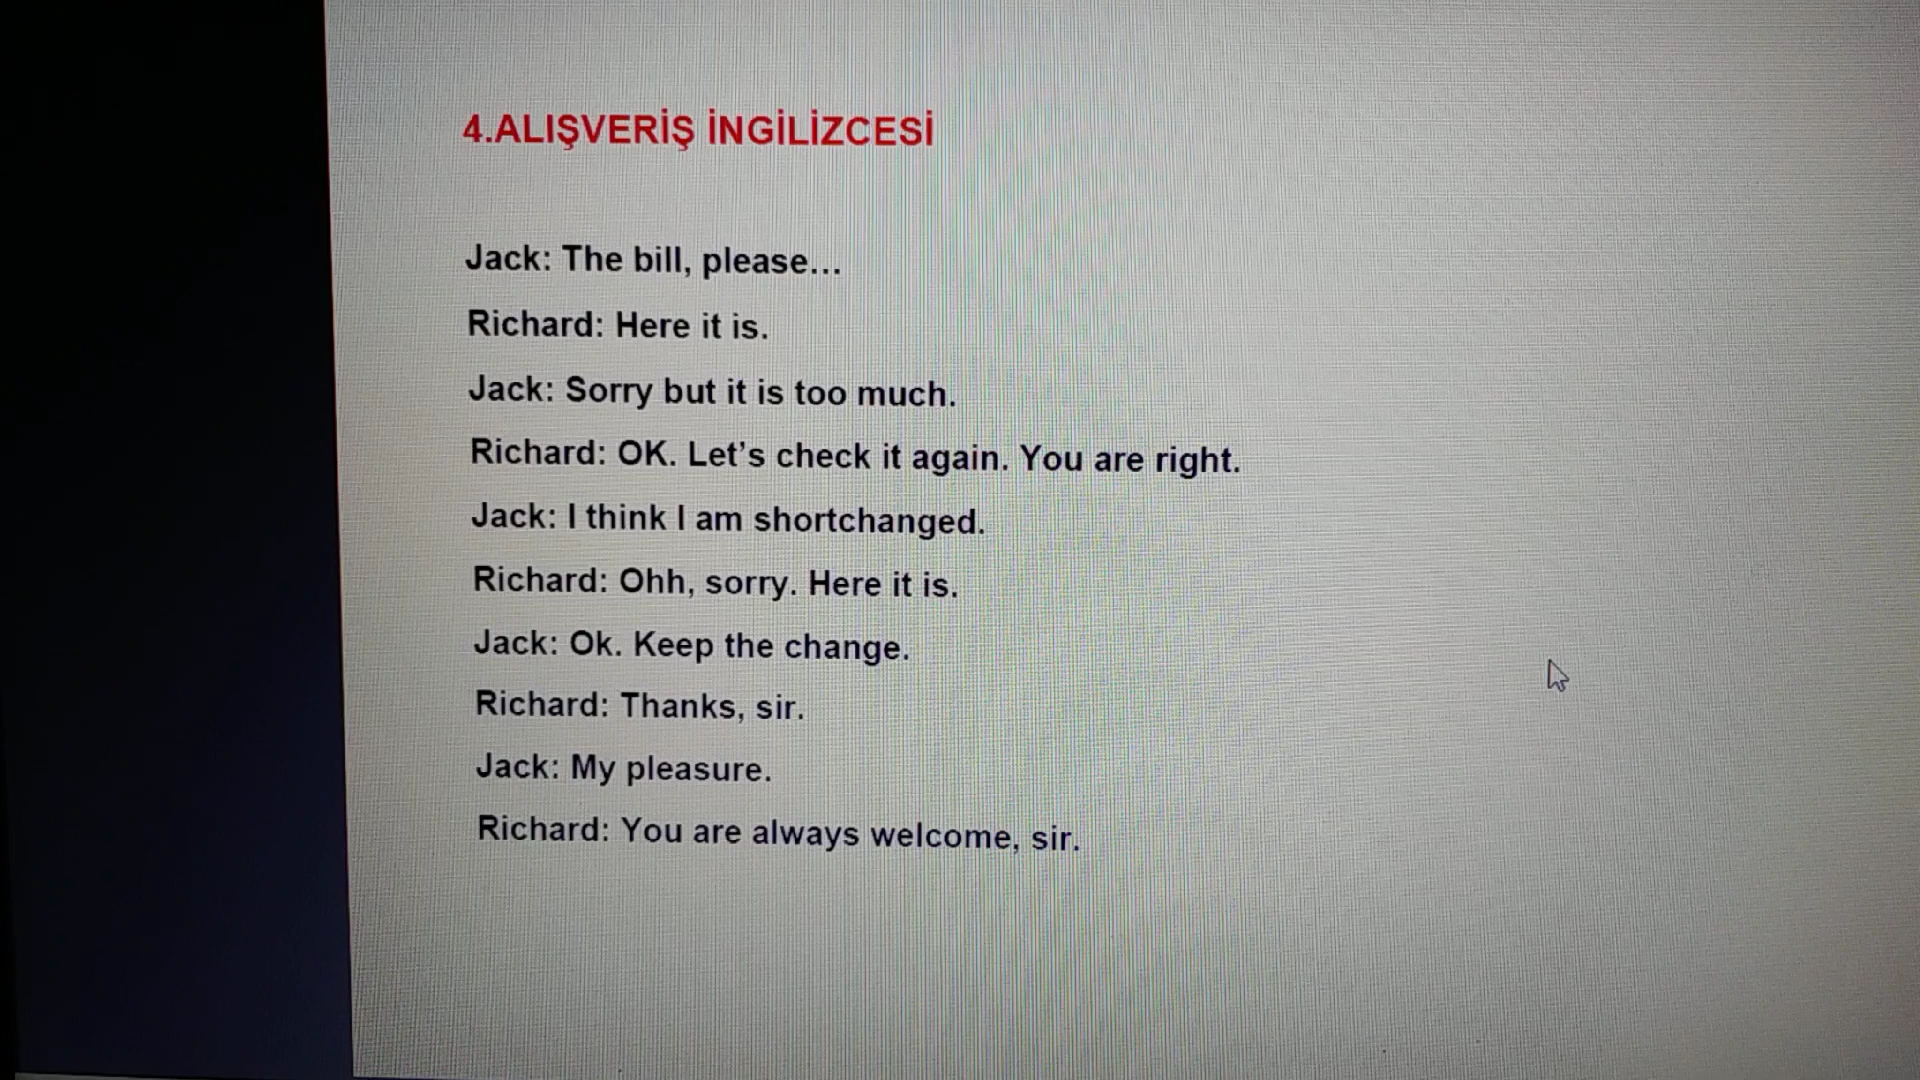 4.ALIŞVERİŞ İNGİLİZCESİ
Jack: The bill, please...
Richard: Here it is.
Jack: Sorry but it is too much.
Richard: OK. Let's check it again. You are right.
Jack: I think I am shortchanged.
Richard: Ohh, sorry. Here it is.
Jack: Ok. Keep the change.
Richard: Thanks, sir.
Jack: My pleasure.
Richard: You are always welcome, sir.